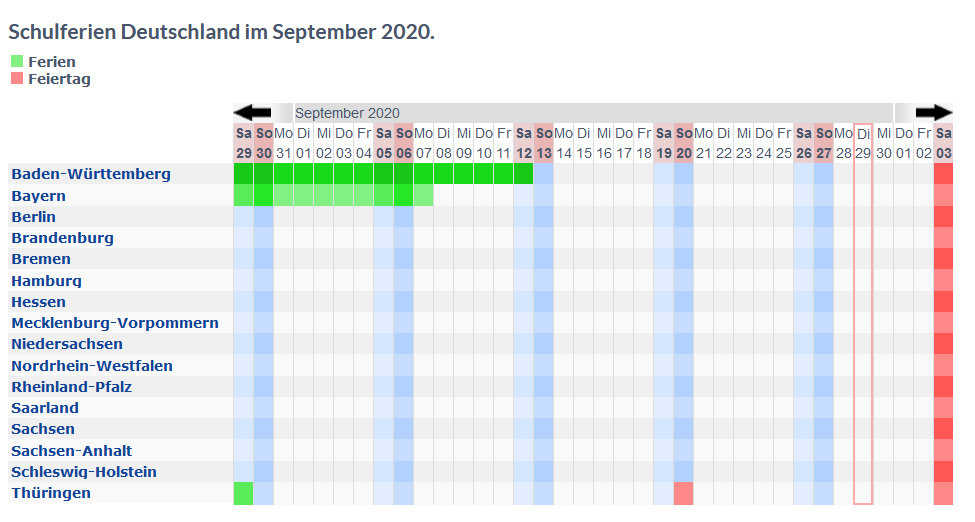 Schulferien Deutschland im September 2020.
Ferien
Feiertag
September 2020
Sa So Mo Di Mi Do Fr Sa So Mo Di Mi Do Fr Sa So Mo Di Mi Do Fr Sa So Mo Di Mi Do Fr Sa So Mo Di Mi Do Fr Sa
29 30 31 01 02 03 04 05 06 07 08 09 10 11 12 13 14 15 16 17 18 19 20 21 22 23 24 25 26 27 28 29 30 01 02 03
Baden-Württemberg
Bayern
Berlin
Brandenburg
Bremen
Hamburg
Hessen
Mecklenburg-Vorpommern
Niedersachsen
Nordrhein-Westfalen
Rheinland-Pfalz
Saarland
Sachsen
Sachsen-Anhalt
Schleswig-Holstein
Thüringen